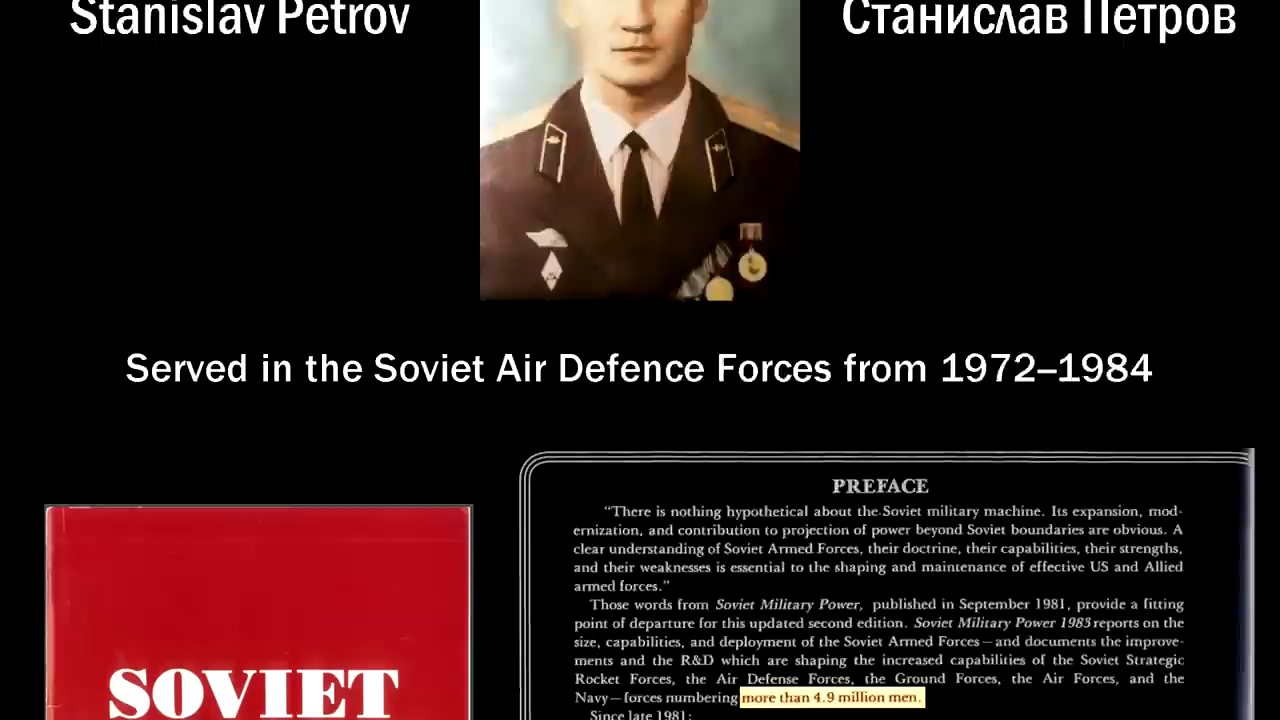 Stanislav Petrov
Станислав Петров
Served in the Soviet Air Defence Forces from 1972–1984
SOVIET
PREFACE
“There is nothing hypothetical about the Soviet military machine. Its expansion, mod-
ernization, and contribution to projection of power beyond Soviet boundaries are obvious. A
clear understanding of Soviet Armed Forces, their doctrine, their capabilities, their strengths,
and their weaknesses is essential to the shaping and maintenance of effective US and Allied
armed forces.”
Those words from Soviet Military Power, published in September 1981, provide a fitting
point of departure for this updated second edition. Soviet Military Power 1983 reports on the
size, capabilities, and deployment of the Soviet Armed Forces—and documents the improve-
ments and the R&D which are shaping the increased capabilities of the Soviet Strategic
Rocket Forces, the Air Defense Forces, the Ground Forces, the Air Forces, and the
Navy—forces numbering more than 4.9 million men.
Since late 1981: